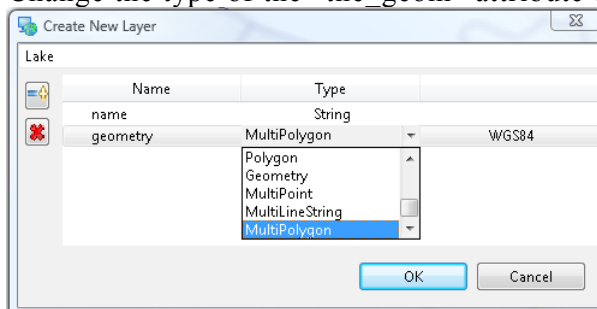 Change the type of the "the_geom" attribute
Create New Layer
Lake
Name Type
name String
geometry MultiPolygon WGS84
Polygon
Geometry
MultiPoint
MultiLineString
MultiPolygon
OK Cancel